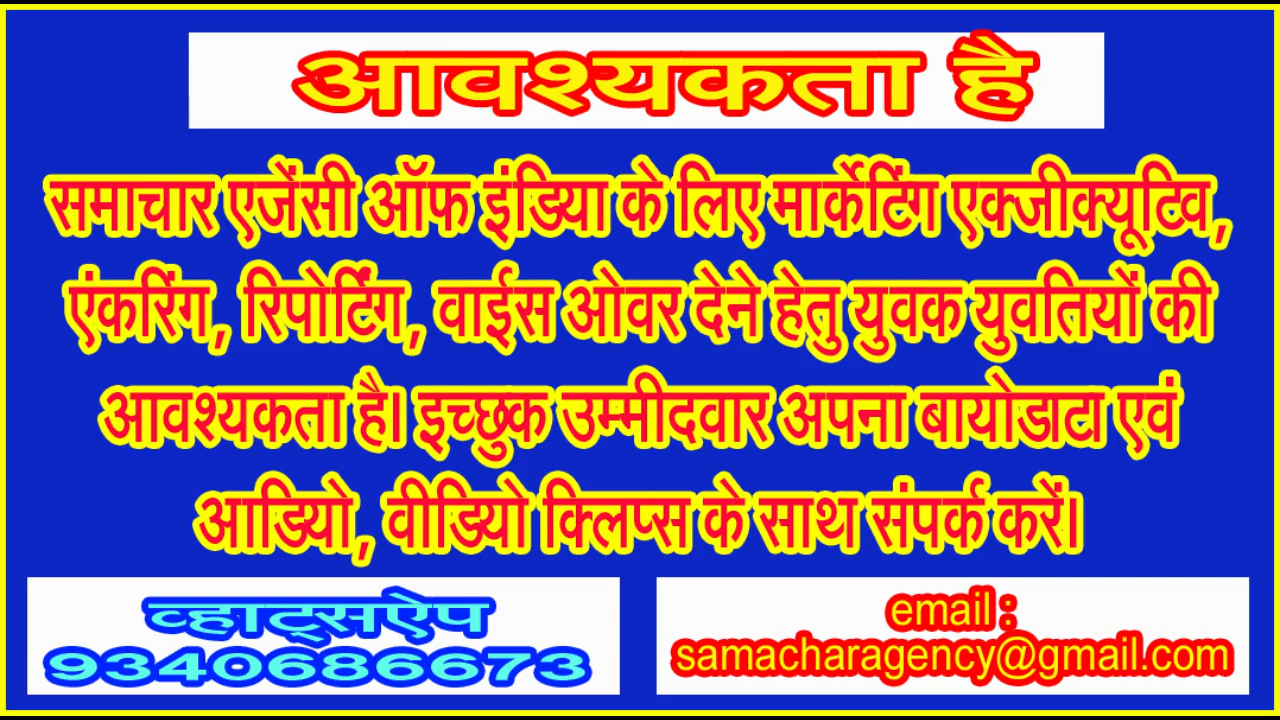 आवश्यकता है
समाचार एजेंसी ऑफ इंडिया के लिए मार्केटिंग एक्जीक्यूटिव,
एंकरिंग, रिपोर्टिंग, वाईस ओवर देने हेतु युवक युवतियों की
आवश्यकता है। इच्छुक उम्मीदवार अपना बायोडाटा एवं
आडियो, वीडियो क्लिप्स के साथ संपर्क करें।
व्हाट्सऐप
9340686673
email :
samacharagency@gmail.com